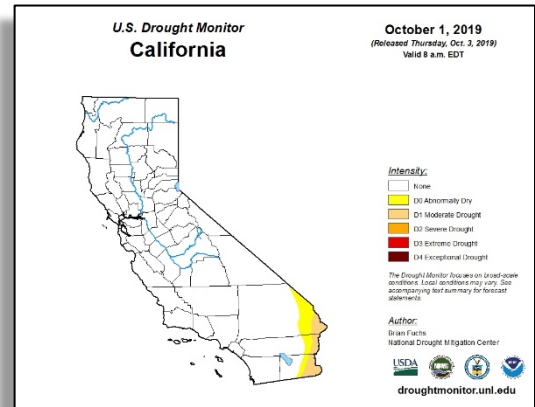 U.S. Drought Monitor
California
October 1, 2019
(Released Thursday, Oct. 3, 2019)
Valid 8 a.m. EDT
Intensity:
None
D0 Abnormally Dry
D1 Moderate Drought
D2 Severe Drought
D3 Extreme Drought
D4 Exceptional Drought
The Drought Monitor focuses on broad-scale
conditions. Local conditions may vary. See
accompanying text summary for forecast
statements.
Author:
Brian Fuchs
National Drought Mitigation Center
USDA
droughtmonitor.unl.edu